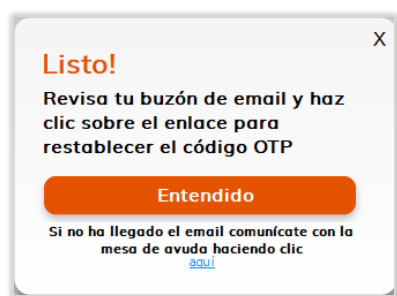 X
Listo!
Revisa tu buzón de email y haz
clic sobre el enlace para
restablecer el código OTP
Entendido
Si no ha llegado el email comunícate con la
mesa de ayuda haciendo clic
aquí